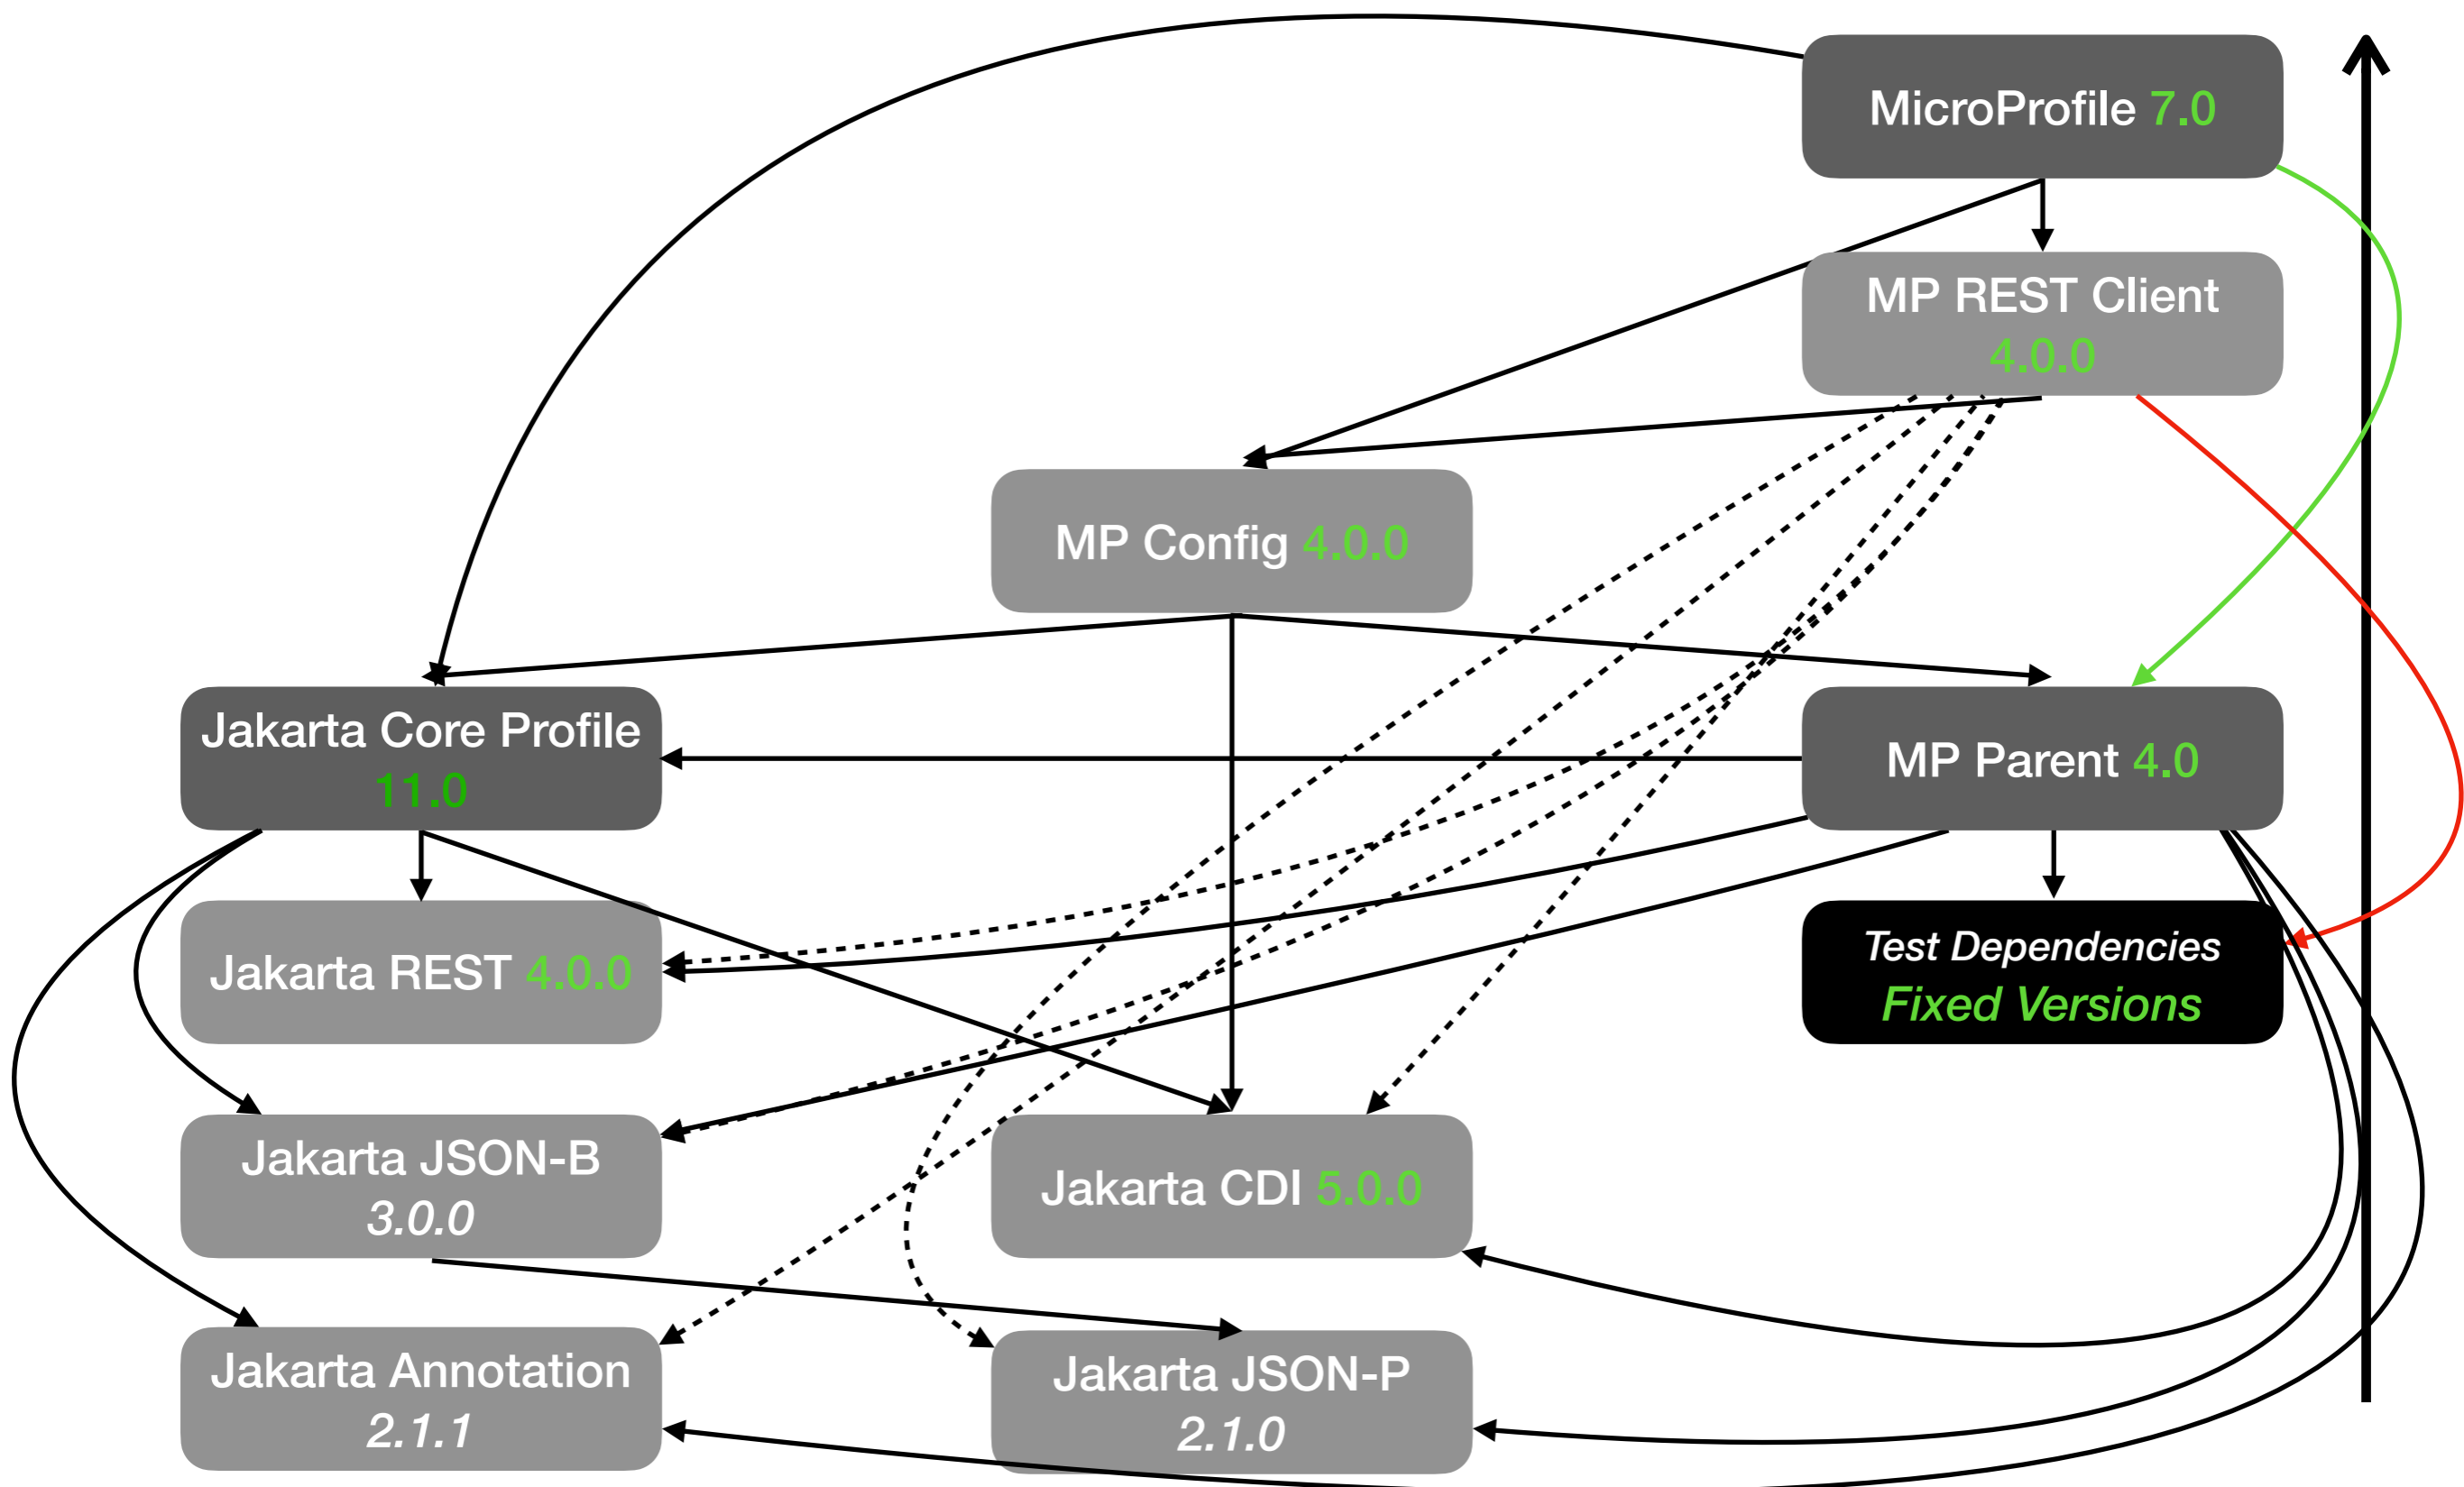 MicroProfile 7.0
MP REST Client
4.0.0
MP Config 4.0.0
Jakarta Core Profile
11.0
MP Parent 4.0
Jakarta REST 4.0.0
Test Dependencies
Fixed Versions
Jakarta JSON-B
3.0.0
Jakarta CDI 5.0.0
Jakarta Annotation
2.1.1
Jakarta JSON-P
2.1.0